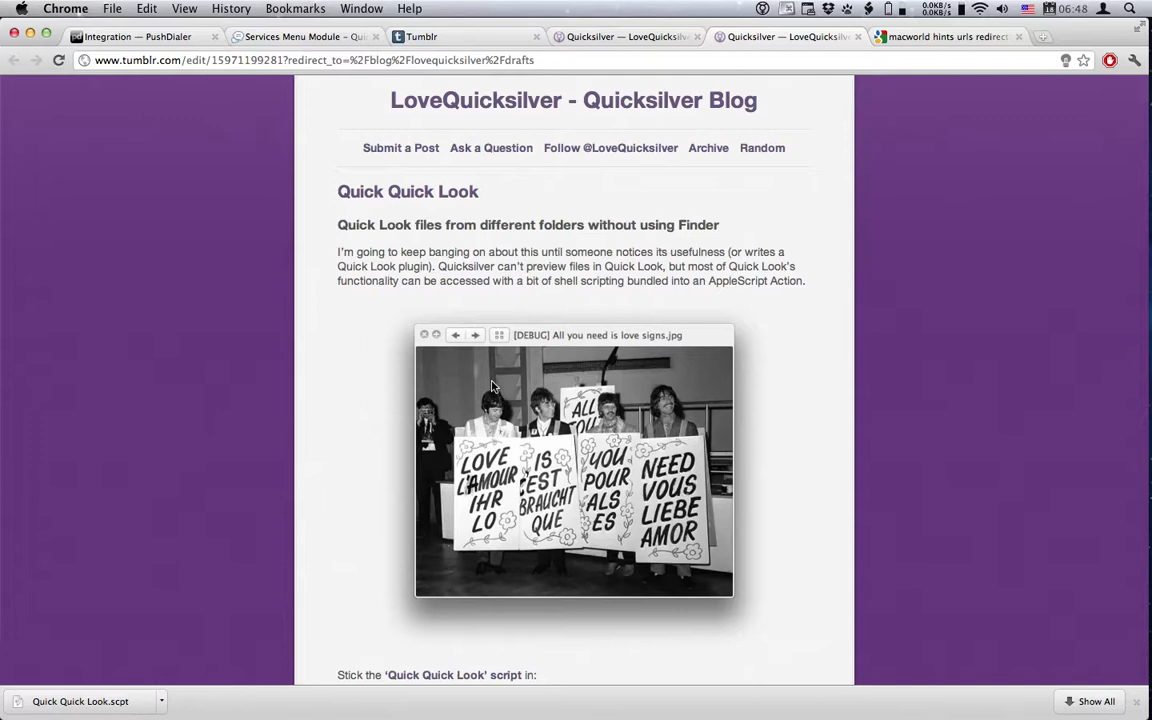 Chrome File Edit View History Bookmarks Window Help
0.0KB/s
0.0KB/s
06:48
Integration — PushDialer
Services Menu Module – Qui
Tumblr
Quicksilver — LoveQuicksilv
Quicksilver — LoveQuicksilv
macworld hints urls redirect
www.tumblr.com/edit/15971199281?redirect_to=%2Fblog%2Flovequicksilver%2Fdrafts
LoveQuicksilver - Quicksilver Blog
Submit a Post Ask a Question Follow @LoveQuicksilver Archive Random
Quick Quick Look
Quick Look files from different folders without using Finder
I'm going to keep banging on about this until someone notices its usefulness (or writes a
Quick Look plugin). Quicksilver can't preview files in Quick Look, but most of Quick Look's
functionality can be accessed with a bit of shell scripting bundled into an AppleScript Action.
[DEBUG] All you need is love signs.jpg
ALL
YOU
LOVE
L'AMOUR
IHR
LO
IS
C'EST
BRAUCHT
QUE
YOU
POUR
ALS
ES
NEED
VOUS
LIEBE
AMOR
Stick the 'Quick Quick Look' script in:
Quick Quick Look.scpt
Show All